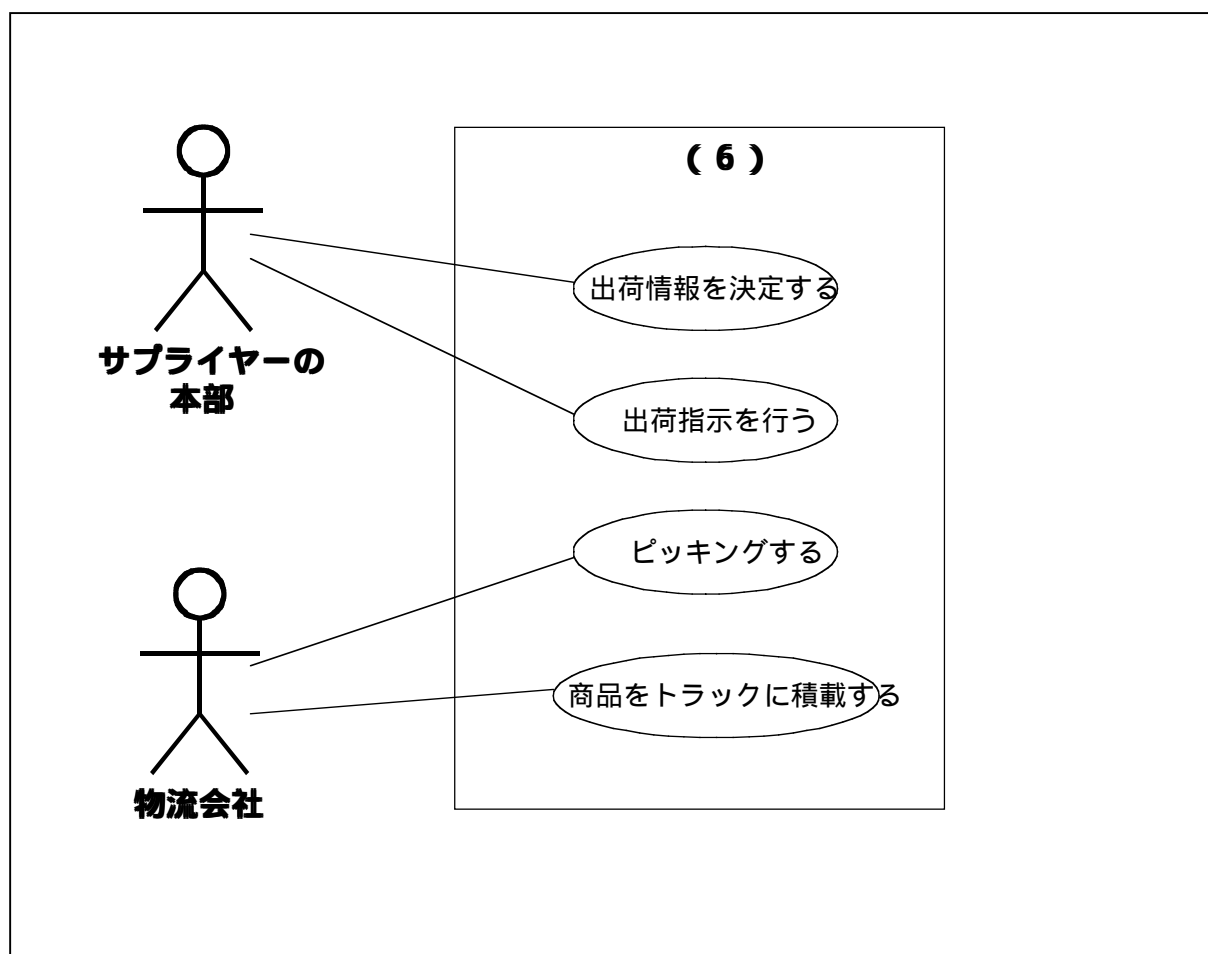 ( 6 )
出荷情報を決定する
サプライヤーの
本部
出荷指示を行う
ピッキングする
商品をトラックに積載する
物流会社